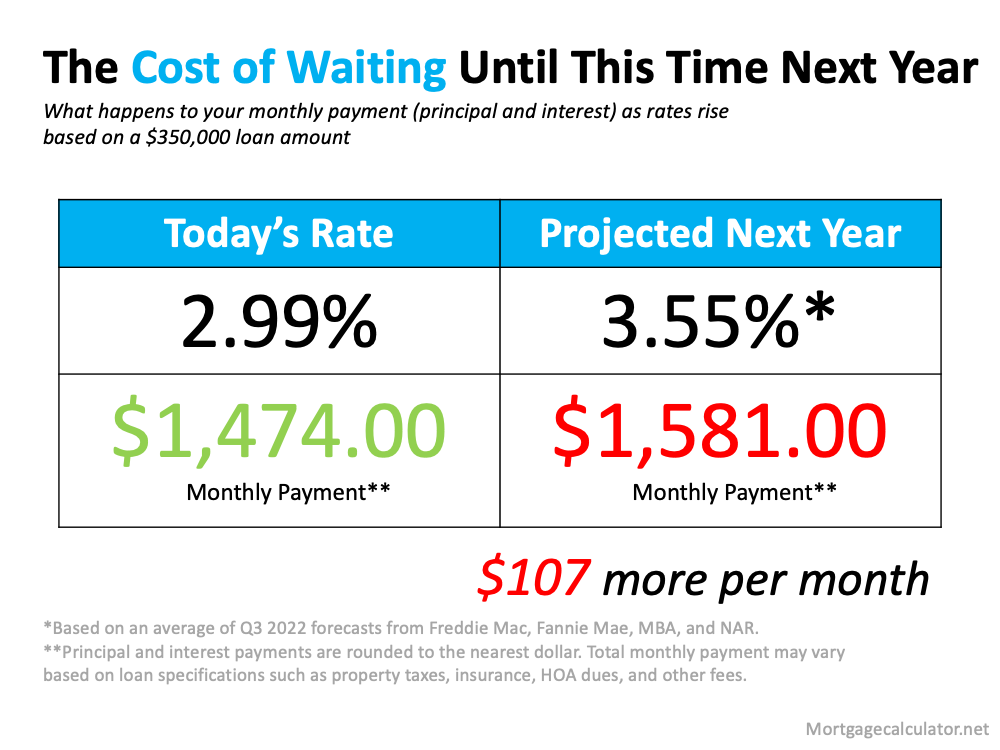 The Cost of Waiting Until This Time Next Year
What happens to your monthly payment (principal and interest) as rates rise
based on a $350,000 loan amount
Today’s Rate
Projected Next Year
2.99%
3.55%*
$1,474.00
$1,581.00
Monthly Payment**
Monthly Payment**
$107 more per month
*Based on an average of Q3 2022 forecasts from Freddie Mac, Fannie Mae, MBA, and NAR.
**Principal and interest payments are rounded to the nearest dollar. Total monthly payment may vary
based on loan specifications such as property taxes, insurance, HOA dues, and other fees.
Mortgagecalculator.net